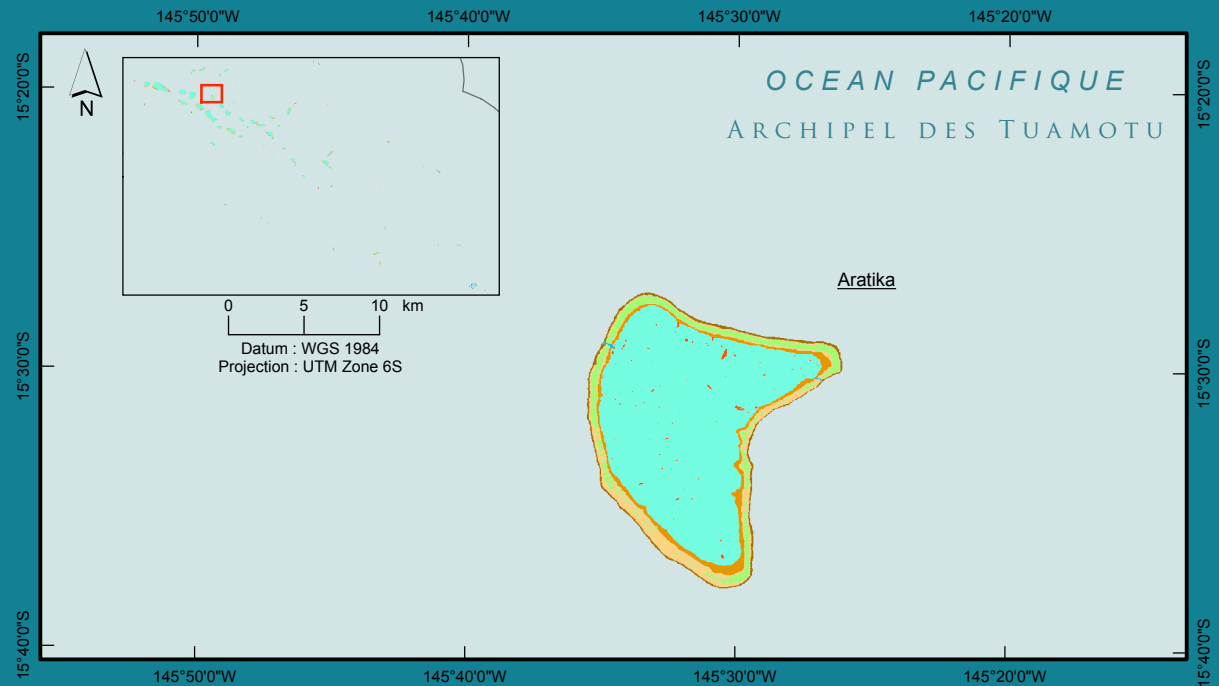 145°50'0"W 145°40'0"W 145°30'0"W 145°20'0"W
15°20'0"S
15°20'0"S
N
OCEAN PACIFIQUE
ARCHIPEL DES TUAMOTU
Aratika
0 5 10 km
Datum : WGS 1984
Projection : UTM Zone 6S
15°30'0"S
15°30'0"S
15°40'0"S
15°40'0"S
145°50'0"W 145°40'0"W 145°30'0"W 145°20'0"W